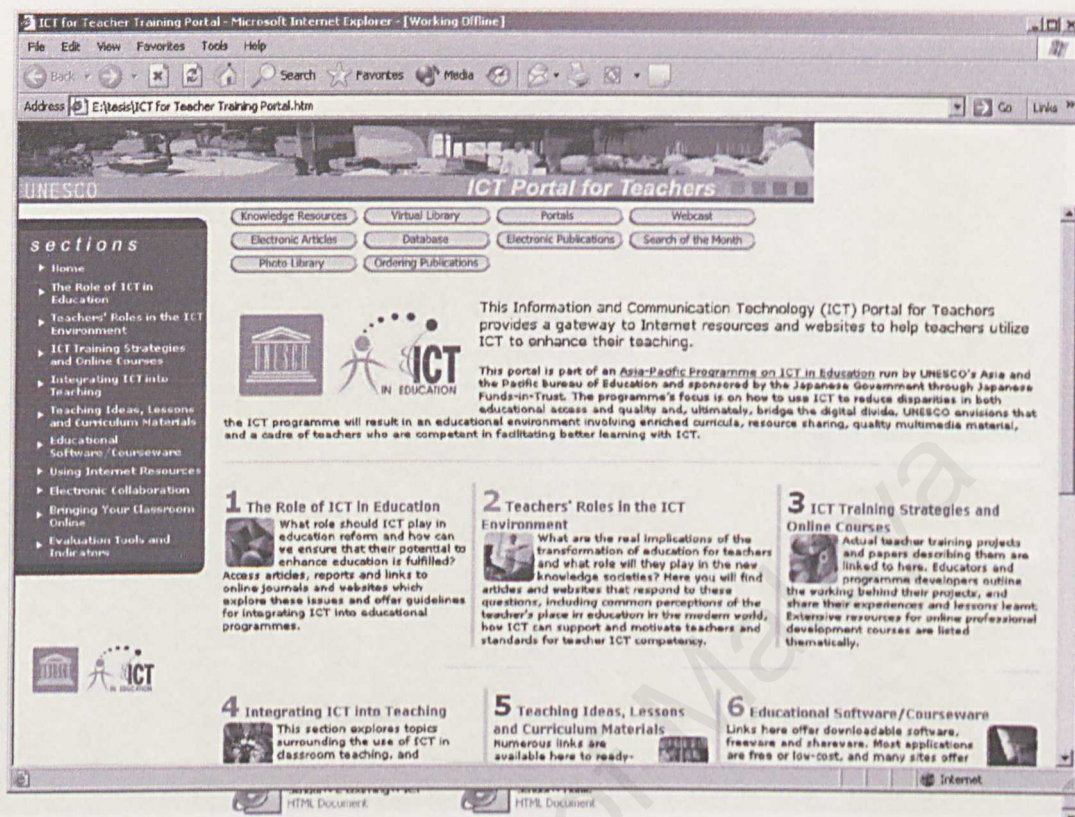 ICT for Teacher Training Portal - Microsoft Internet Explorer - [Working Offline]
File Edit View Favorites Tools Help
Back Search Favorites Media
Address E:\tesis\ICT for Teacher Training Portal.htm Go Links »
UNESCO ICT Portal for Teachers
Knowledge Resources Virtual Library Portals Webcast
Electronic Articles Database Electronic Publications Search of the Month
Photo Library Ordering Publications
sections
Home
The Role of ICT in
Education
Teachers' Roles in the ICT
Environment
ICT Training Strategies
and Online Courses
Integrating ICT into
Teaching
Teaching Ideas, Lessons
and Curriculum Materials
Educational
Software/Courseware
Using Internet Resources
Electronic Collaboration
Bringing Your Classroom
Online
Evaluation Tools and
Indicators
ICT
IN EDUCATION
This Information and Communication Technology (ICT) Portal for Teachers
provides a gateway to Internet resources and websites to help teachers utilize
ICT to enhance their teaching.
This portal is part of an Asia-Pacific Programme on ICT in Education run by UNESCO's Asia and
the Pacific Bureau of Education and sponsored by the Japanese Government through Japanese
Funds-in-Trust. The programme's focus is on how to use ICT to reduce disparities in both
educational access and quality and, ultimately, bridge the digital divide, UNESCO envisions that
the ICT programme will result in an educational environment involving enriched curricula, resource sharing, quality multimedia material,
and a cadre of teachers who are competent in facilitating better learning with ICT.
1 The Role of ICT in Education
What role should ICT play in
education reform and how can
we ensure that their potential to
enhance education is fulfilled?
Access articles, reports and links to
online journals and websites which
explore these issues and offer guidelines
for integrating ICT into educational
programmes.
2 Teachers' Roles in the ICT
Environment
What are the real implications of the
transformation of education for teachers
and what role will they play in the new
knowledge societies? Here you will find
articles and websites that respond to these
questions, including common perceptions of the
teacher's place in education in the modern world,
how ICT can support and motivate teachers and
standards for teacher ICT competency.
3 ICT Training Strategies and
Online Courses
Actual teacher training projects
and papers describing them are
linked to here. Educators and
programme developers outline
the working behind their projects, and
share their experiences and lessons learnt.
Extensive resources for online professional
development courses are listed
thematically.
ICT
IN EDUCATION
4 Integrating ICT into Teaching
This section explores topics
surrounding the use of ICT in
classroom teaching, and
5 Teaching Ideas, Lessons
and Curriculum Materials
Numerous links are
available here to ready-
6 Educational Software/Courseware
Links here offer downloadable software,
freeware and shareware. Most applications
are free or low-cost, and many sites offer
Internet
HTML Document HTML Document